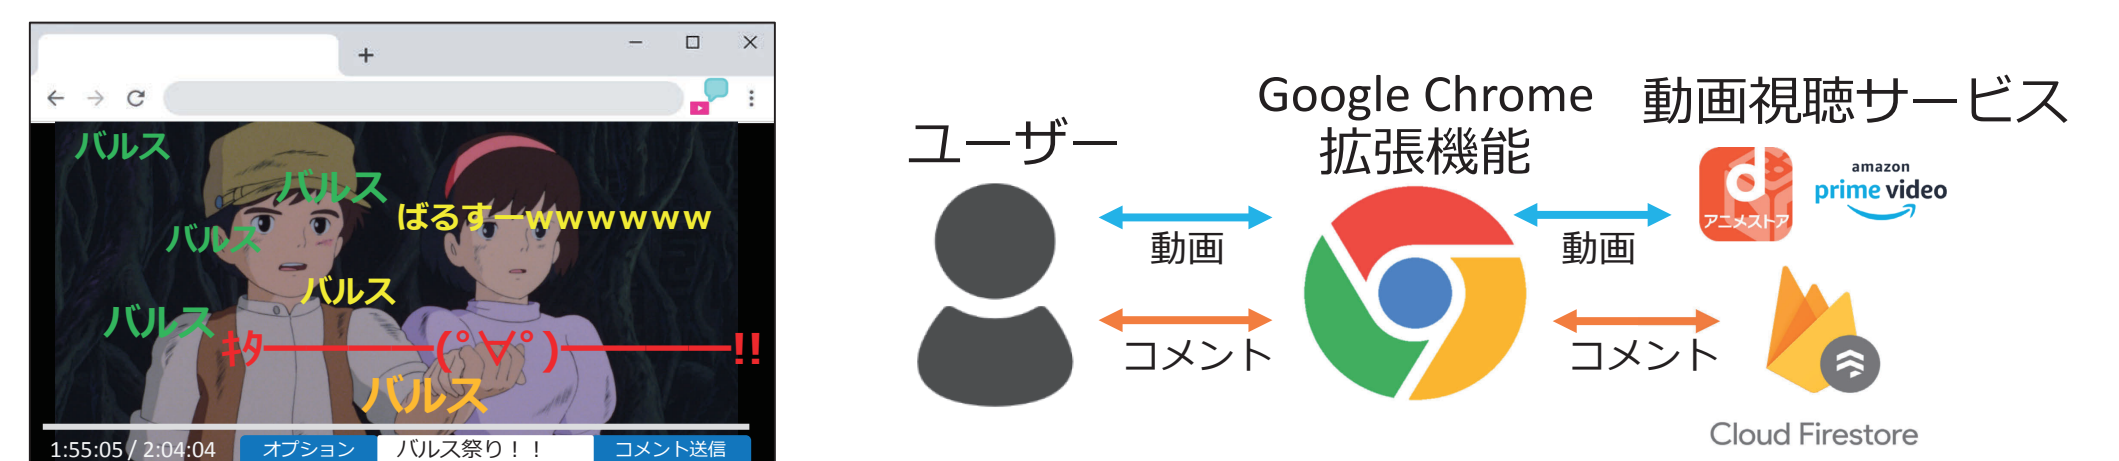 バルス
バルス
ばるすーwwwwww
バルス
バルス
バルス
ｷﾀ━━━━━(ﾟ∀ﾟ)━━━━━!!
バルス
1:55:05 / 2:04:04
オプション
バルス祭り！！
コメント送信
ユーザー
Google Chrome
拡張機能
動画視聴サービス
動画
コメント
動画
コメント
d
アニメストア
amazon
prime video
Cloud Firestore